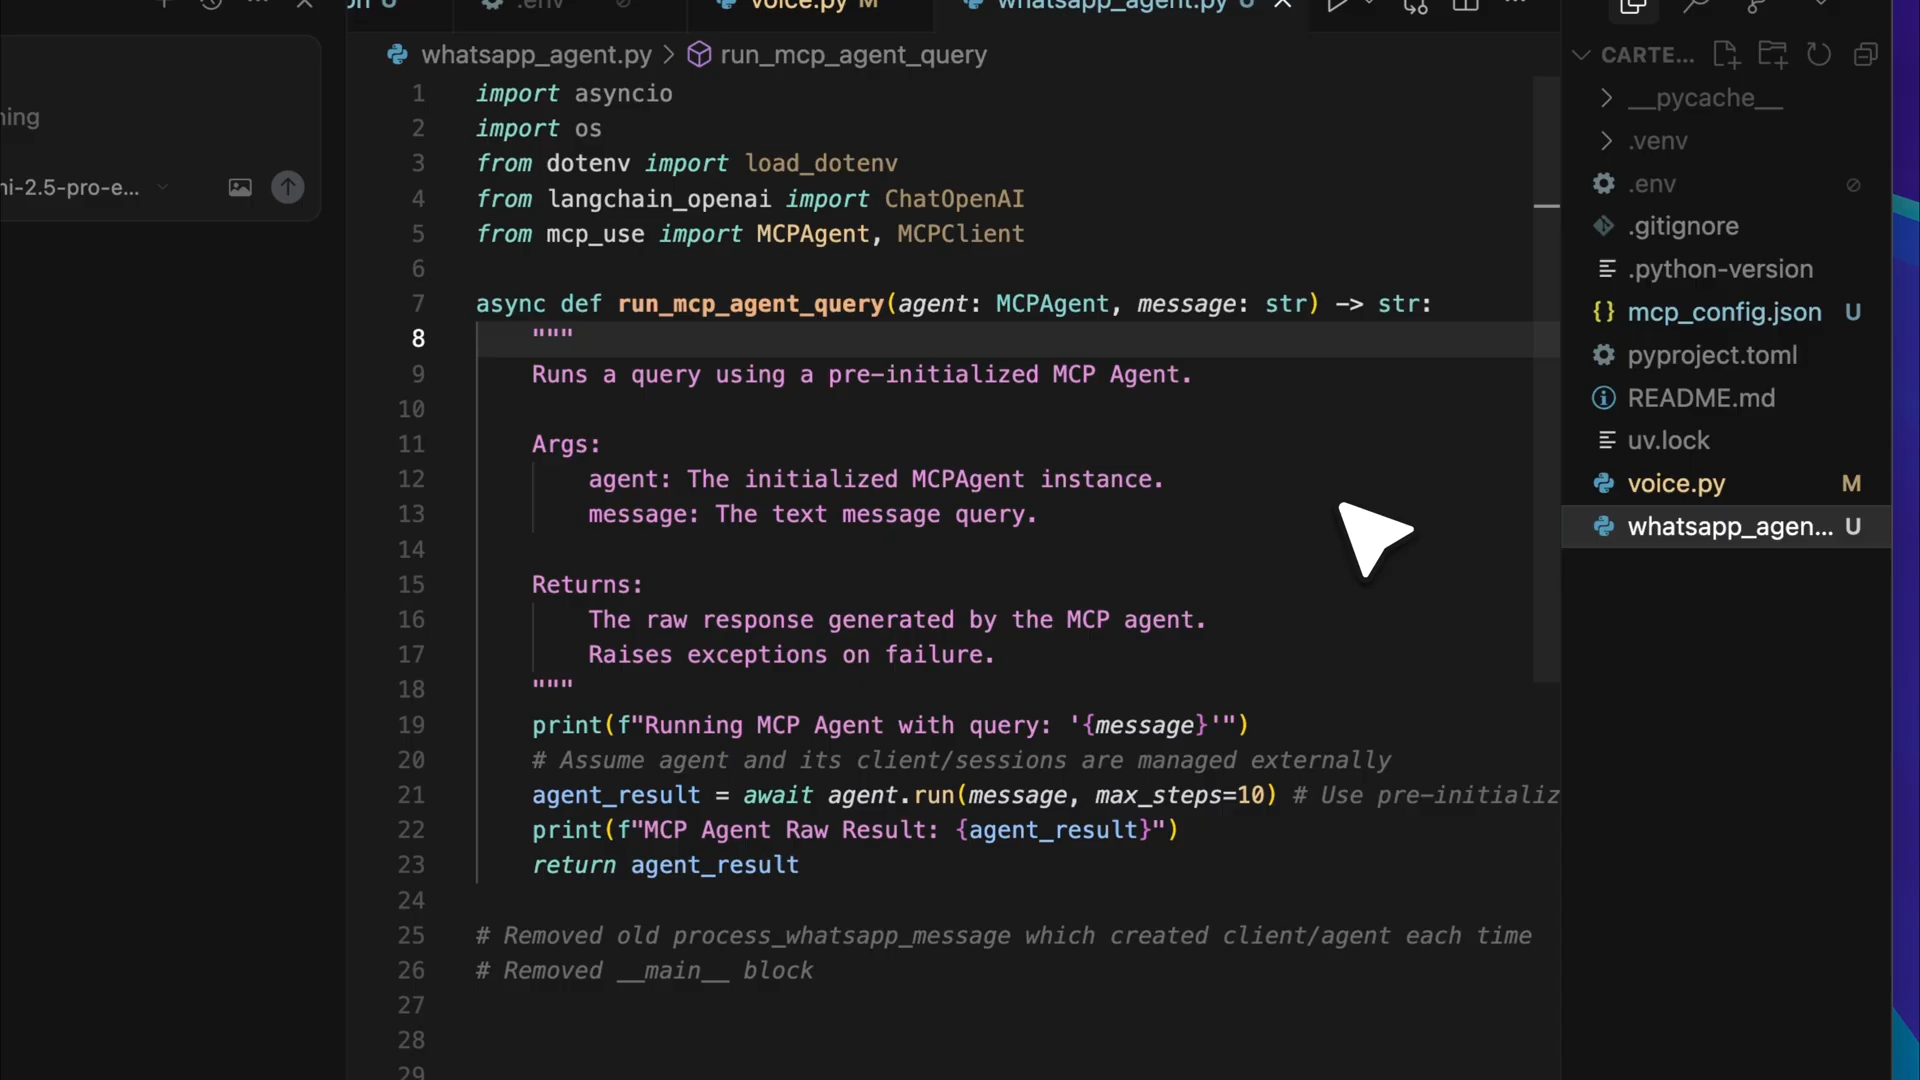 .env
voice.py M
whatsapp_agent.py U
whatsapp_agent.py > run_mcp_agent_query
1 import asyncio
2 import os
3 from dotenv import load_dotenv
4 from langchain_openai import ChatOpenAI
5 from mcp_use import MCPAgent, MCPClient
6
7 async def run_mcp_agent_query(agent: MCPAgent, message: str) -> str:
8 """
9 Runs a query using a pre-initialized MCP Agent.
10
11 Args:
12 agent: The initialized MCPAgent instance.
13 message: The text message query.
14
15 Returns:
16 The raw response generated by the MCP agent.
17 Raises exceptions on failure.
18 """
19 print(f"Running MCP Agent with query: '{message}'")
20 # Assume agent and its client/sessions are managed externally
21 agent_result = await agent.run(message, max_steps=10) # Use pre-initializ
22 print(f"MCP Agent Raw Result: {agent_result}")
23 return agent_result
24
25 # Removed old process_whatsapp_message which created client/agent each time
26 # Removed __main__ block
27
28
29
ning
ni-2.5-pro-e...
CARTE...
__pycache__
.venv
.env
.gitignore
.python-version
mcp_config.json U
pyproject.toml
README.md
uv.lock
voice.py M
whatsapp_agen... U